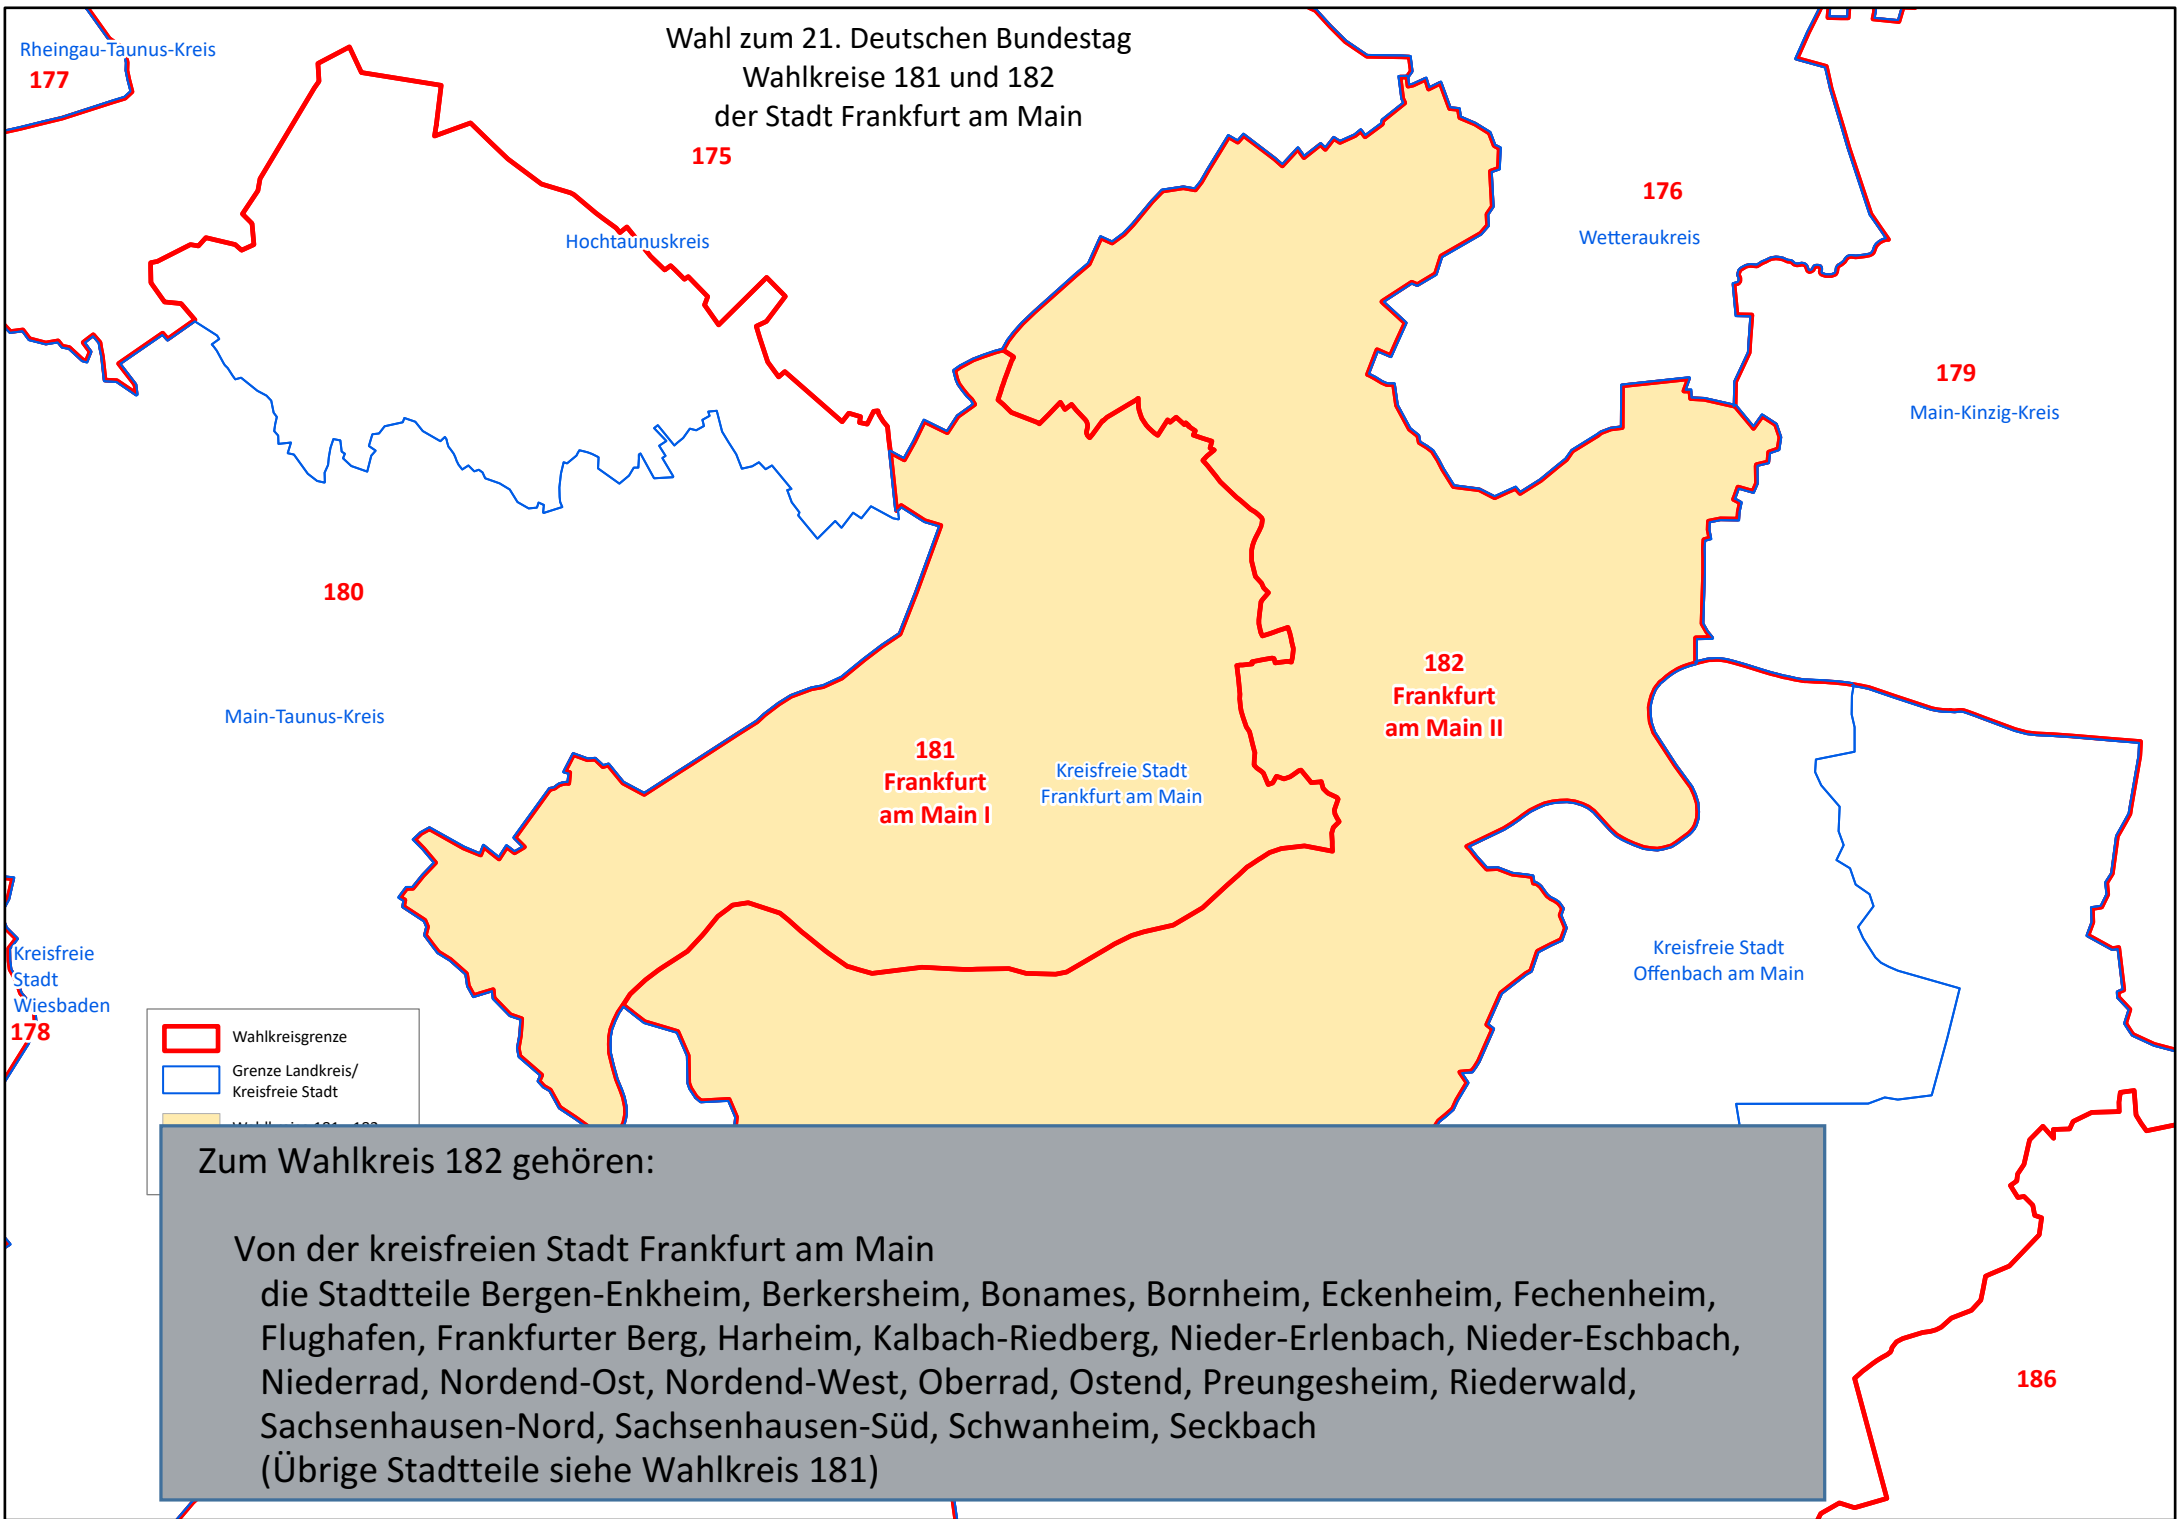 Wahl zum 21. Deutschen Bundestag
Wahlkreise 181 und 182
der Stadt Frankfurt am Main
Rheingau-Taunus-Kreis
177
175
Hochtaunuskreis
176
Wetteraukreis
179
Main-Kinzig-Kreis
180
Main-Taunus-Kreis
182
Frankfurt
am Main II
181
Frankfurt
am Main I
Kreisfreie Stadt
Frankfurt am Main
Kreisfreie
Stadt
Wiesbaden
178
Kreisfreie Stadt
Offenbach am Main
Wahlkreisgrenze
Grenze Landkreis/
Kreisfreie Stadt
Zum Wahlkreis 182 gehören:
Von der kreisfreien Stadt Frankfurt am Main
die Stadtteile Bergen-Enkheim, Berkersheim, Bonames, Bornheim, Eckenheim, Fechenheim,
Flughafen, Frankfurter Berg, Harheim, Kalbach-Riedberg, Nieder-Erlenbach, Nieder-Eschbach,
Niederrad, Nordend-Ost, Nordend-West, Oberrad, Ostend, Preungesheim, Riederwald,
Sachsenhausen-Nord, Sachsenhausen-Süd, Schwanheim, Seckbach
(Übrige Stadtteile siehe Wahlkreis 181)
186